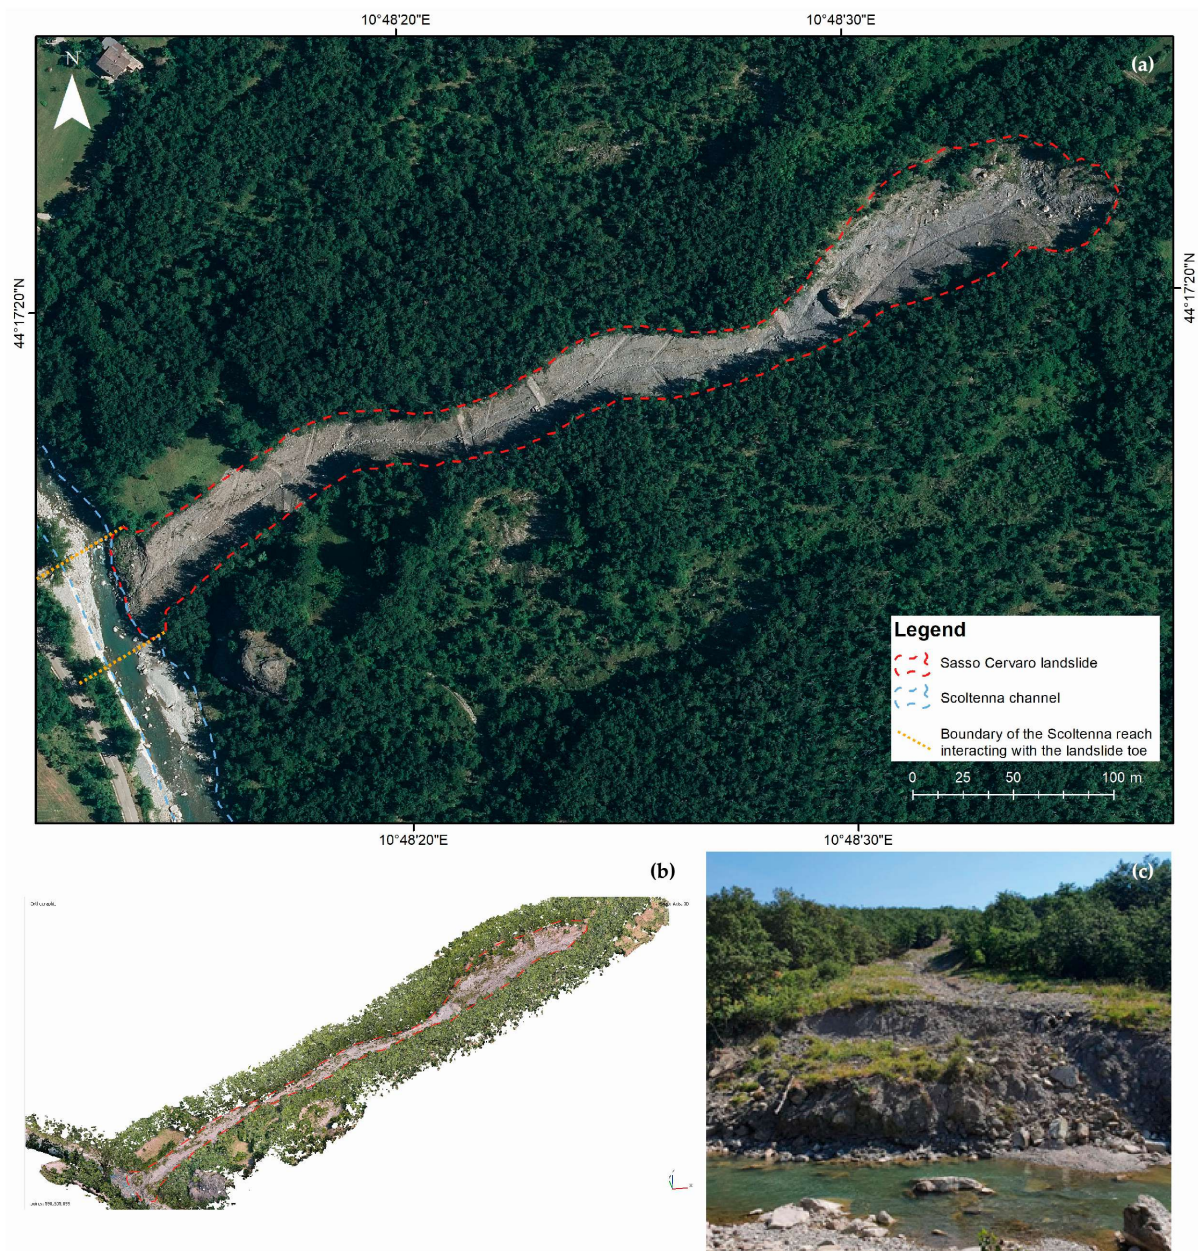 10°48'20"E
10°48'30"E
N
(a)
44°17'20"N
44°17'20"N
Legend
Sasso Cervaro landslide
Scoltenna channel
Boundary of the Scoltenna reach
interacting with the landslide toe
0 25 50 100 m
10°48'20"E
10°48'30"E
(b)
(c)